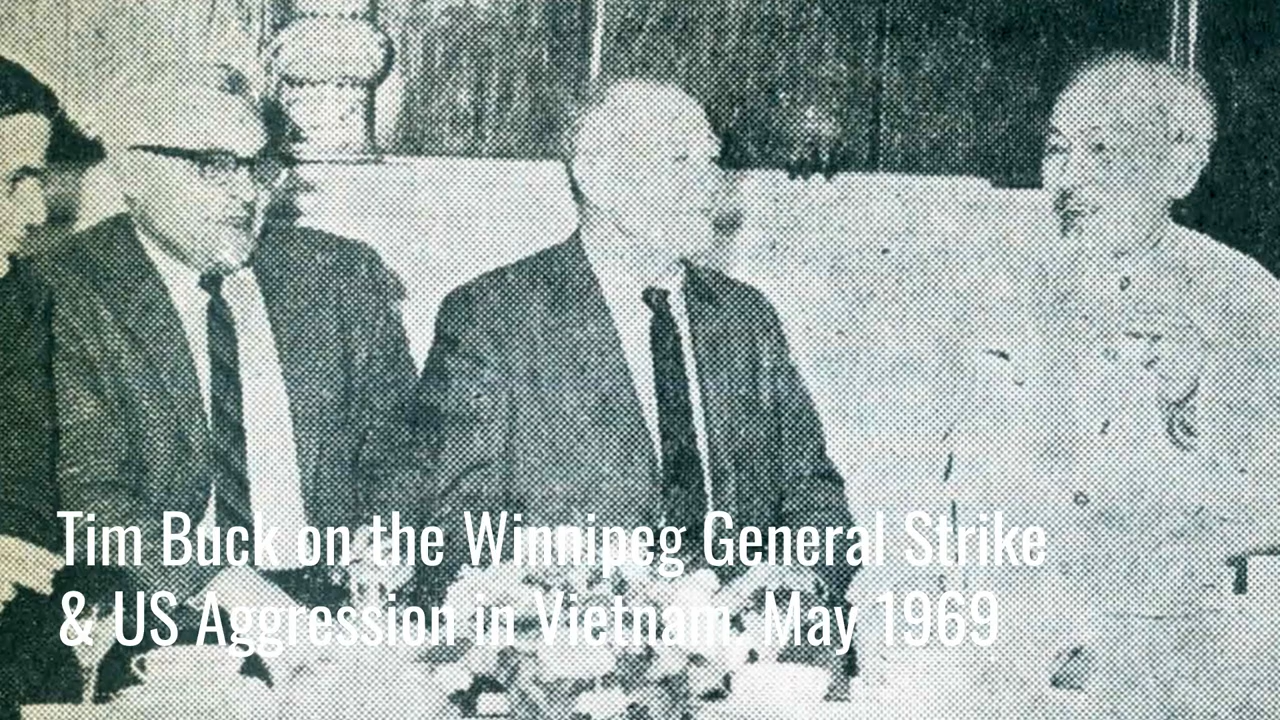 Tim Buck on the Winnipeg General Strike
& US Aggression in Vietnam, May 1969